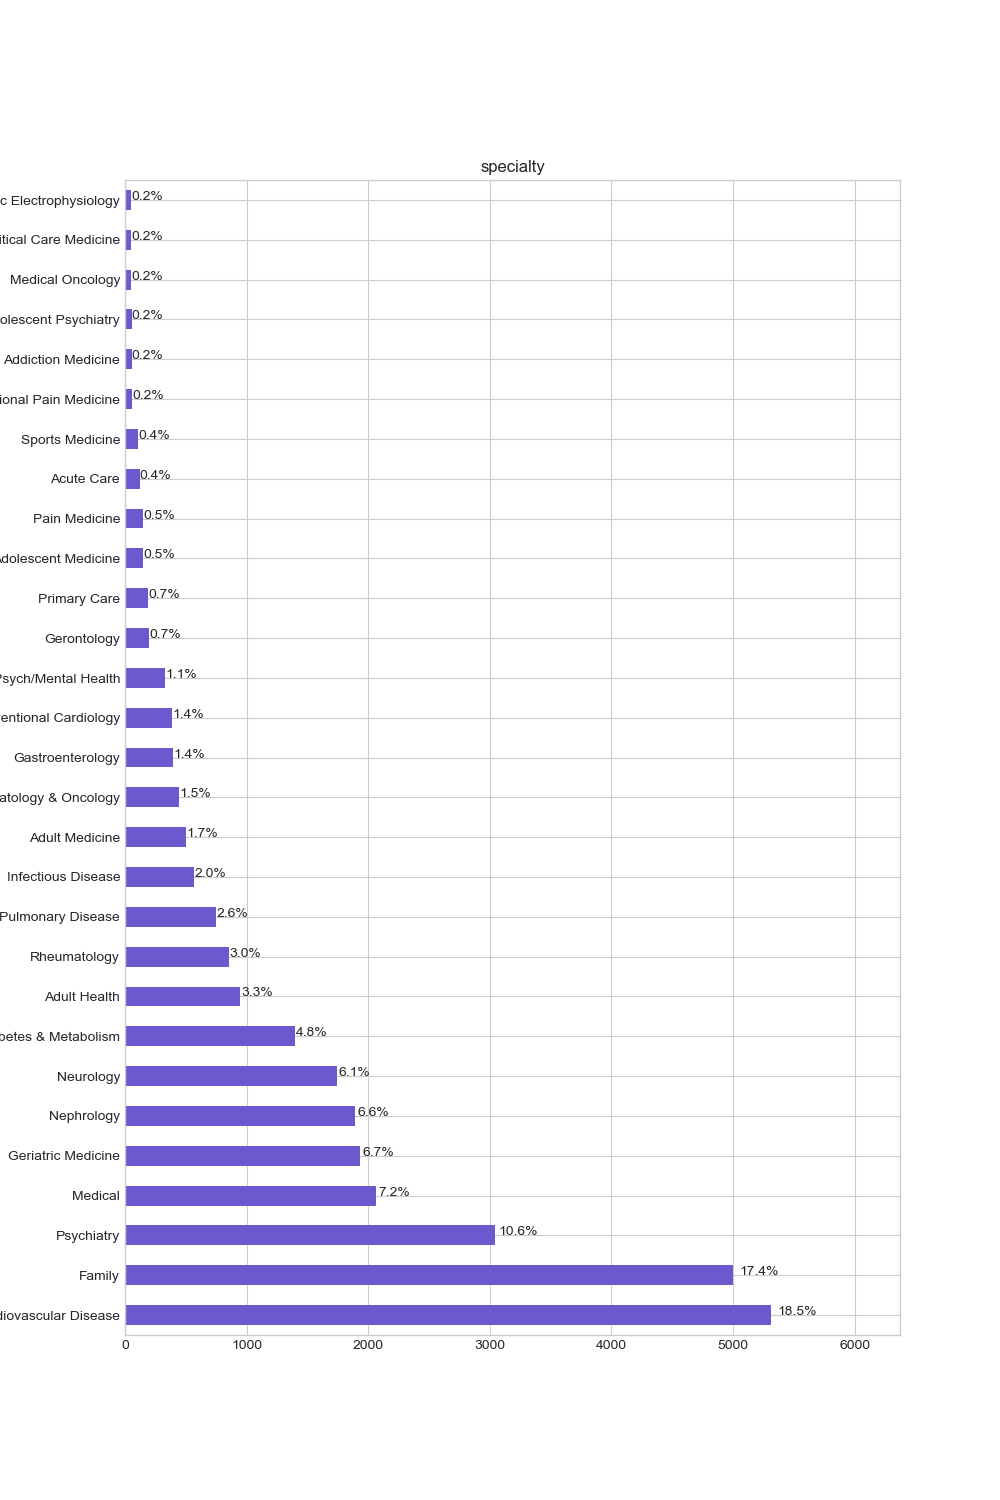 specialty
c Electrophysiology 0.2%
itical Care Medicine 0.2%
Medical Oncology 0.2%
olescent Psychiatry 0.2%
Addiction Medicine 0.2%
ional Pain Medicine 0.2%
Sports Medicine 0.4%
Acute Care 0.4%
Pain Medicine 0.5%
Adolescent Medicine 0.5%
Primary Care 0.7%
Gerontology 0.7%
Psych/Mental Health 1.1%
entional Cardiology 1.4%
Gastroenterology 1.4%
atology & Oncology 1.5%
Adult Medicine 1.7%
Infectious Disease 2.0%
Pulmonary Disease 2.6%
Rheumatology 3.0%
Adult Health 3.3%
betes & Metabolism 4.8%
Neurology 6.1%
Nephrology 6.6%
Geriatric Medicine 6.7%
Medical 7.2%
Psychiatry 10.6%
Family 17.4%
diovascular Disease 18.5%
0 1000 2000 3000 4000 5000 6000